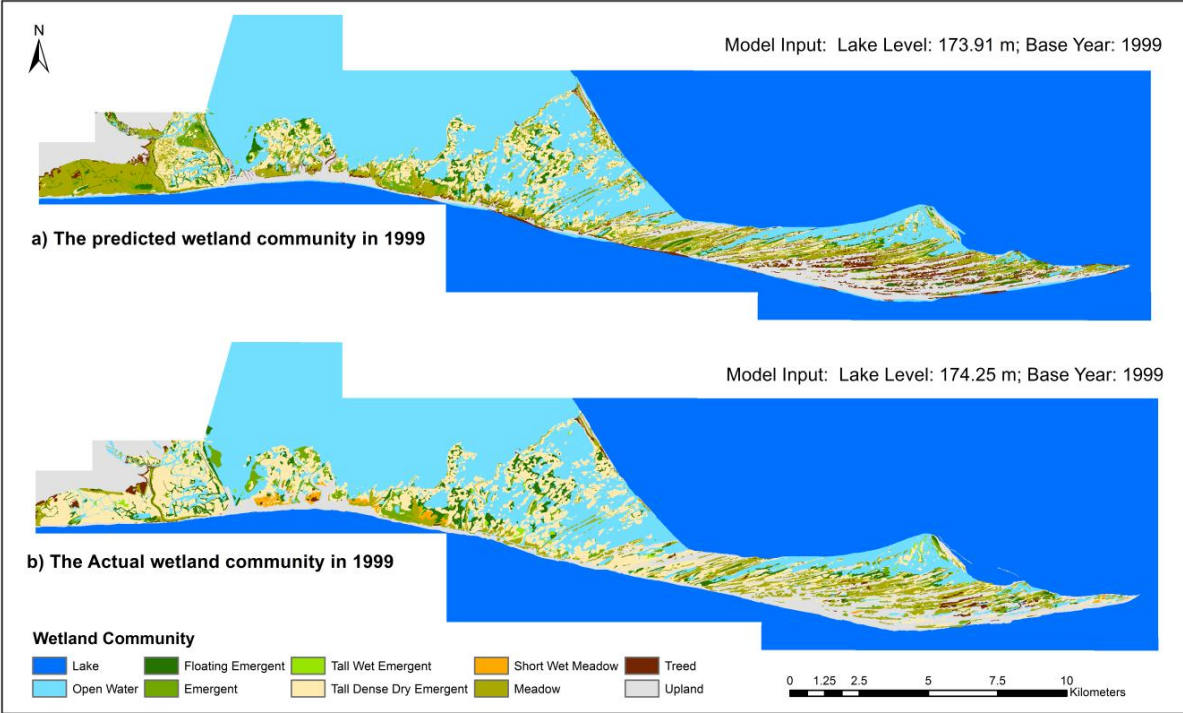 N
Model Input: Lake Level: 173.91 m; Base Year: 1999
a) The predicted wetland community in 1999
Model Input: Lake Level: 174.25 m; Base Year: 1999
b) The Actual wetland community in 1999
Wetland Community
Lake Floating Emergent Tall Wet Emergent Short Wet Meadow Treed
Open Water Emergent Tall Dense Dry Emergent Meadow Upland
0 1.25 2.5 5 7.5 10
Kilometers